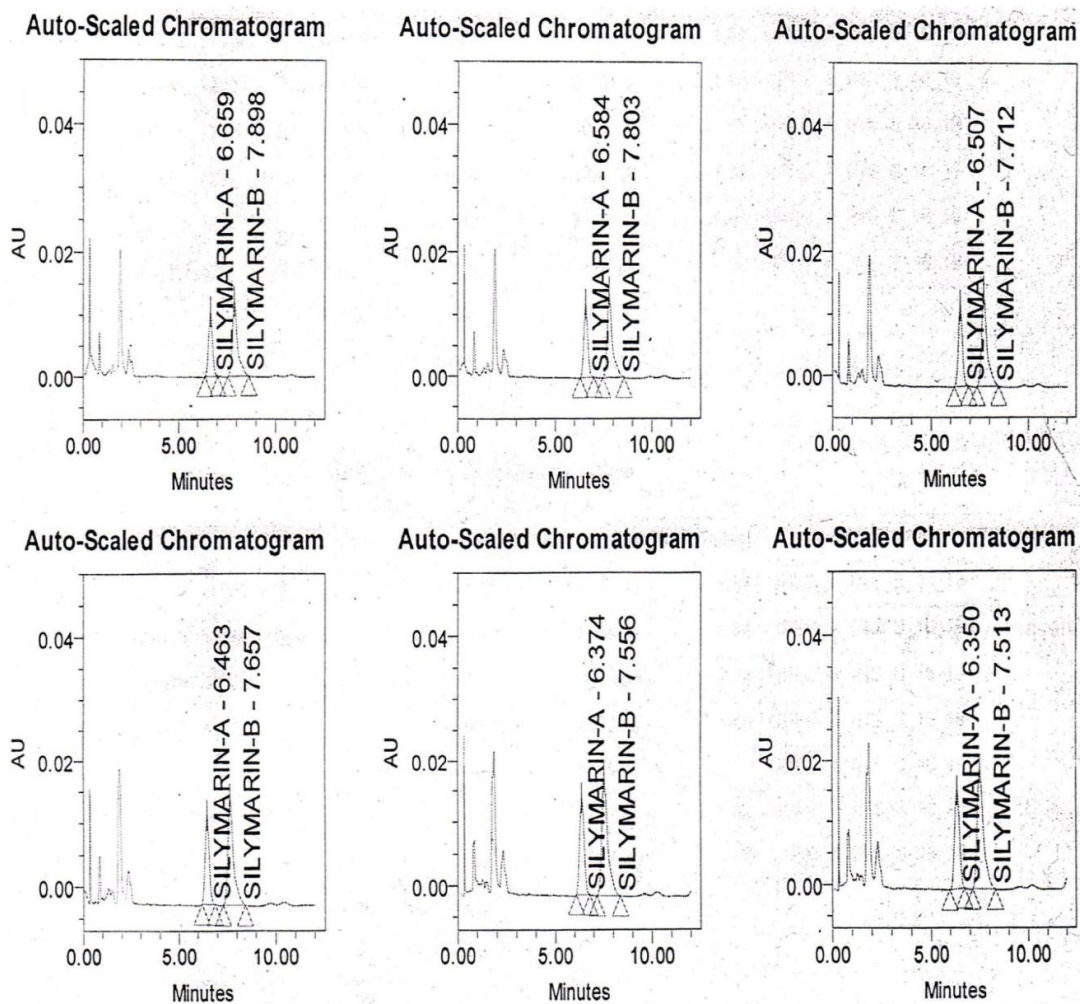 Auto-Scaled Chromatogram
0.04
0.02
0.00
AU
SILYMARIN-A - 6.659
SILYMARIN-B - 7.898
0.00
5.00
10.00
Minutes
Auto-Scaled Chromatogram
0.04
0.02
0.00
AU
SILYMARIN-A - 6.584
SILYMARIN-B - 7.803
0.00
5.00
10.00
Minutes
Auto-Scaled Chromatogram
0.04
0.02
0.00
AU
SILYMARIN-A - 6.507
SILYMARIN-B - 7.712
0.00
5.00
10.00
Minutes
Auto-Scaled Chromatogram
0.04
0.02
0.00
AU
SILYMARIN-A - 6.463
SILYMARIN-B - 7.657
0.00
5.00
10.00
Minutes
Auto-Scaled Chromatogram
0.04
0.02
0.00
AU
SILYMARIN-A - 6.374
SILYMARIN-B - 7.556
0.00
5.00
10.00
Minutes
Auto-Scaled Chromatogram
0.04
0.02
0.00
AU
SILYMARIN-A - 6.350
SILYMARIN-B - 7.513
0.00
5.00
10.00
Minutes